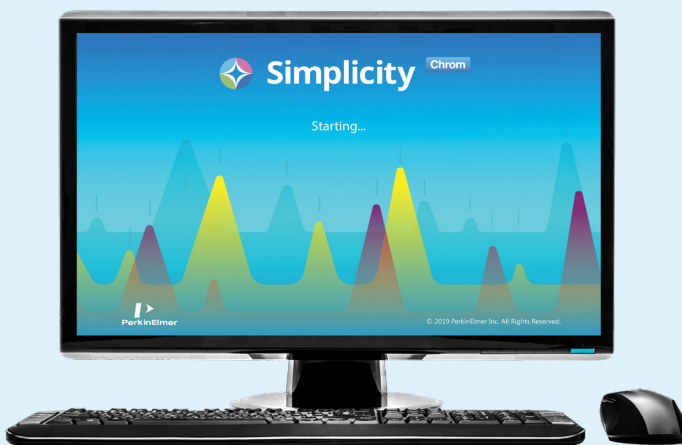 Simplicity Chrom
Starting...
PerkinElmer
© 2019 PerkinElmer Inc. All Rights Reserved.